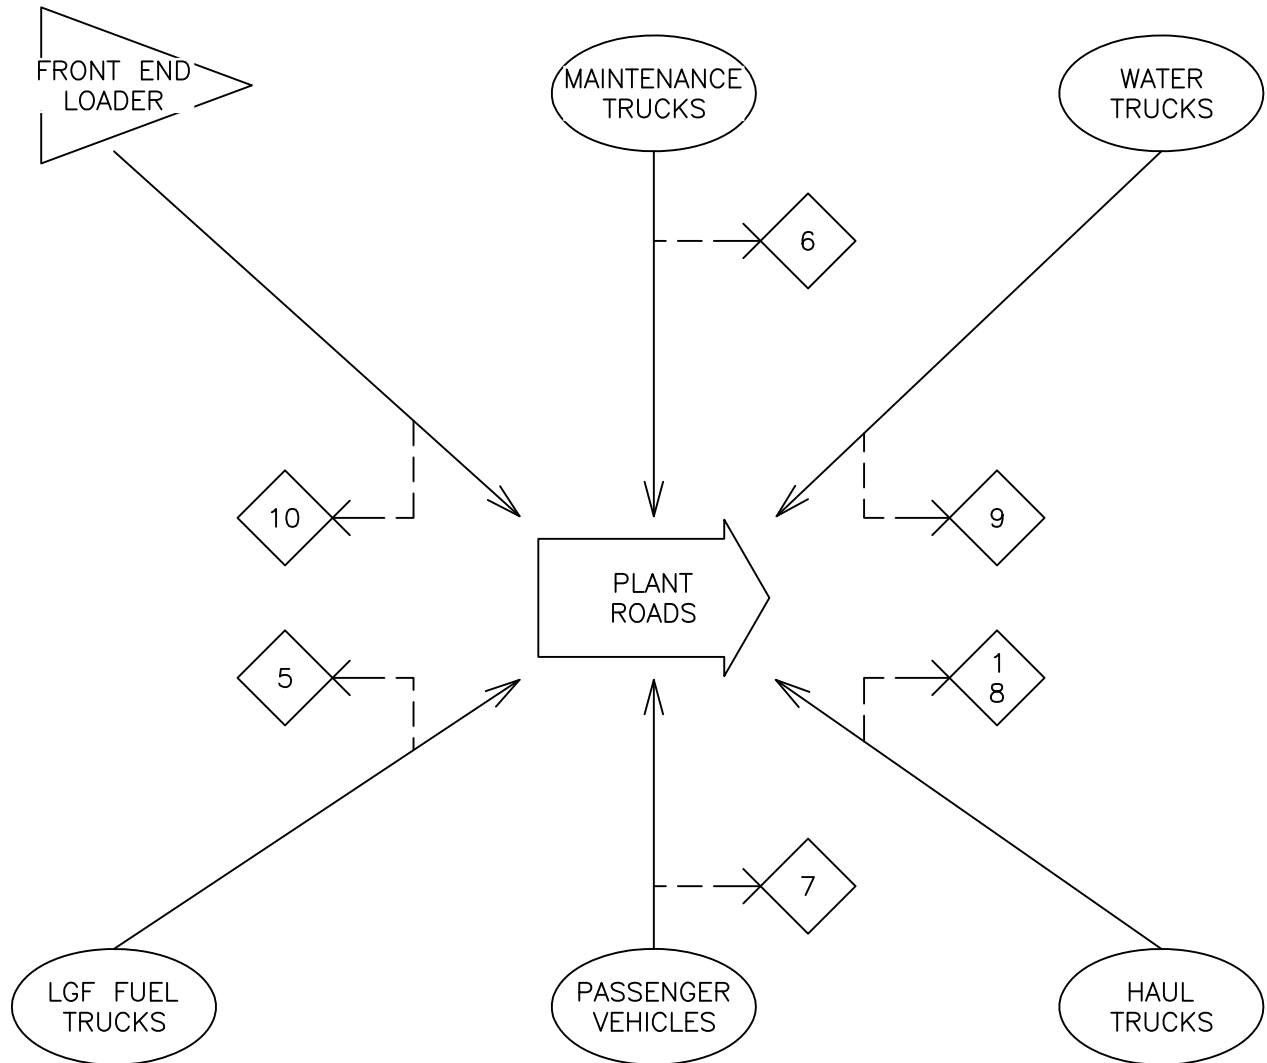 FRONT END
LOADER
MAINTENANCE
TRUCKS
WATER
TRUCKS
6
10
9
PLANT
ROADS
5
1
8
7
LGF FUEL
TRUCKS
PASSENGER
VEHICLES
HAUL
TRUCKS